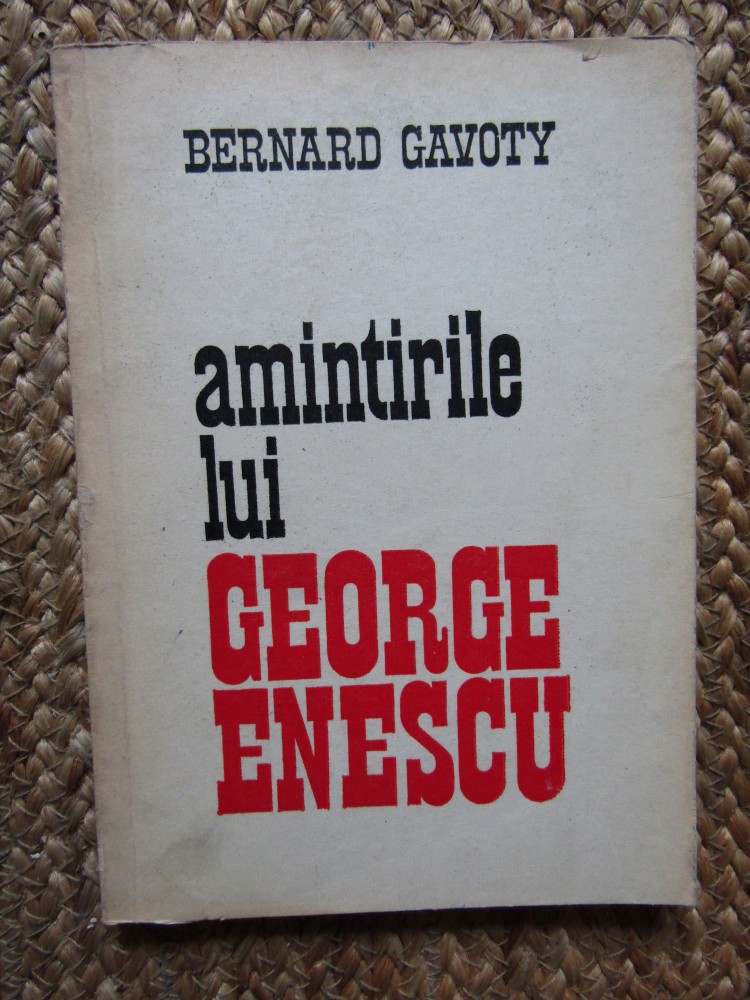 BERNARD GAVOTY
amintirile
lui
GEORGE
ENESCU